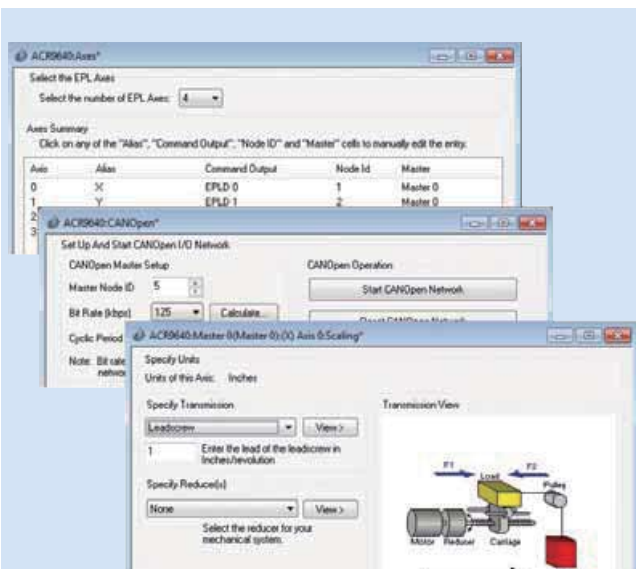 ACR9640:Axes*
Select the EPL Axes
Select the number of EPL Axes: 4
Axes Summary
Click on any of the "Alias", "Command Output", "Node ID" and "Master" cells to manually edit the entry.
Axis Alias Command Output Node Id Master
0 X EPLD 0 1 Master 0
1 Y EPLD 1 2 Master 0
2
3
ACR9640:CANOpen*
Set Up And Start CANOpen I/O Network
CANOpen Master Setup CANOpen Operation
Master Node ID 5 Start CANOpen Network
Bit Rate (kbps) 125 Calculate... Reset CANOpen Network
Cyclic Period
Note: Bit rate
networ
ACR9640:Master 0(Master 0):(X) Axis 0:Scaling*
Specify Units
Units of this Axis: Inches
Specify Transmission Transmission View
Leadscrew View >
1 Enter the lead of the leadscrew in
Inches/revolution
Specify Reducer(s)
None View >
Select the reducer for your
mechanical system.
F1 F2
Load Pulley
Motor Reducer Carriage